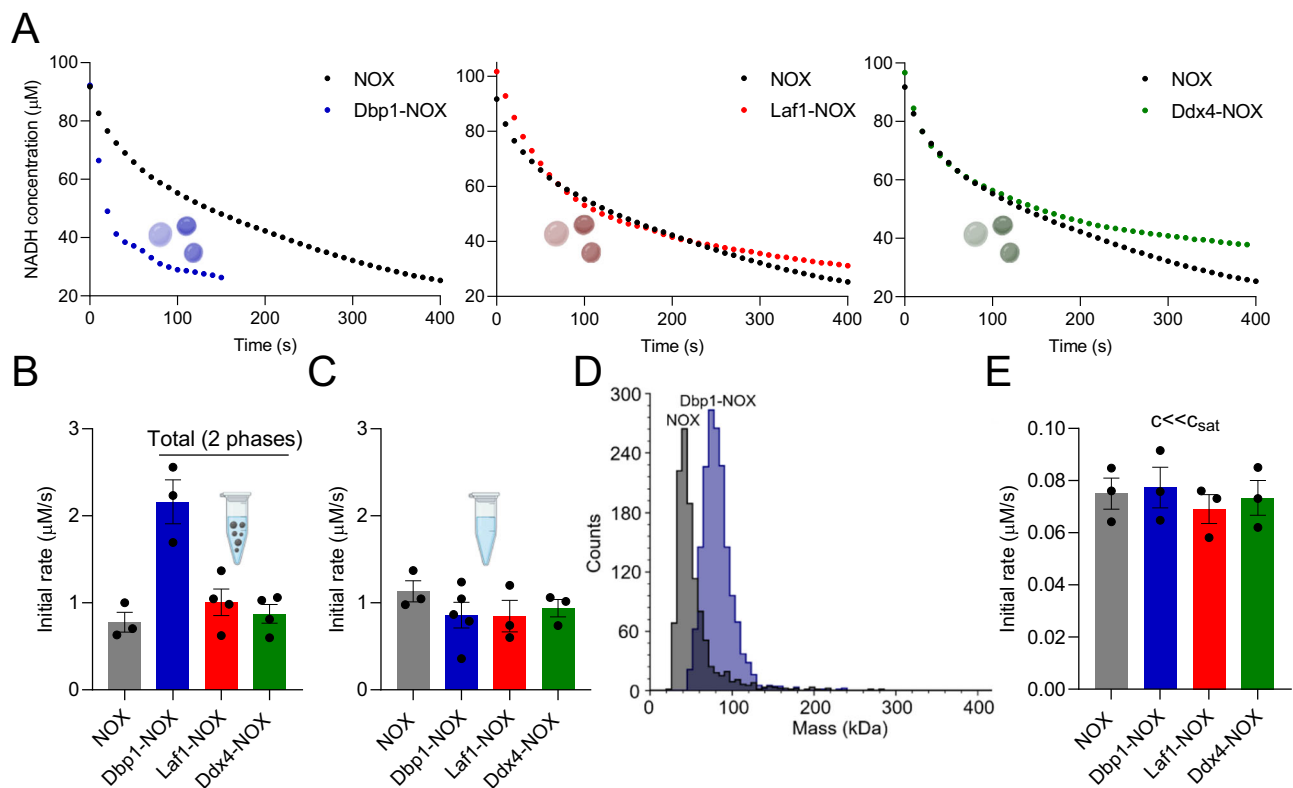 A
NADH concentration (μM)
100
80
60
40
20
0
100
200
300
400
Time (s)
NOX
Dbp1-NOX
100
80
60
40
20
0
100
200
300
400
Time (s)
NOX
Laf1-NOX
100
80
60
40
20
0
100
200
300
400
Time (s)
NOX
Ddx4-NOX
B
Initial rate (μM/s)
3
2
1
0
Total (2 phases)
NOX
Dbp1-NOX
Laf1-NOX
Ddx4-NOX
C
Initial rate (μM/s)
3
2
1
0
NOX
Dbp1-NOX
Laf1-NOX
Ddx4-NOX
D
Counts
300
240
180
120
60
0
Dbp1-NOX
NOX
0
100
200
300
400
Mass (kDa)
E
Initial rate (μM/s)
0.10
0.08
0.06
0.04
0.02
0.00
c<<csat
NOX
Dbp1-NOX
Laf1-NOX
Ddx4-NOX